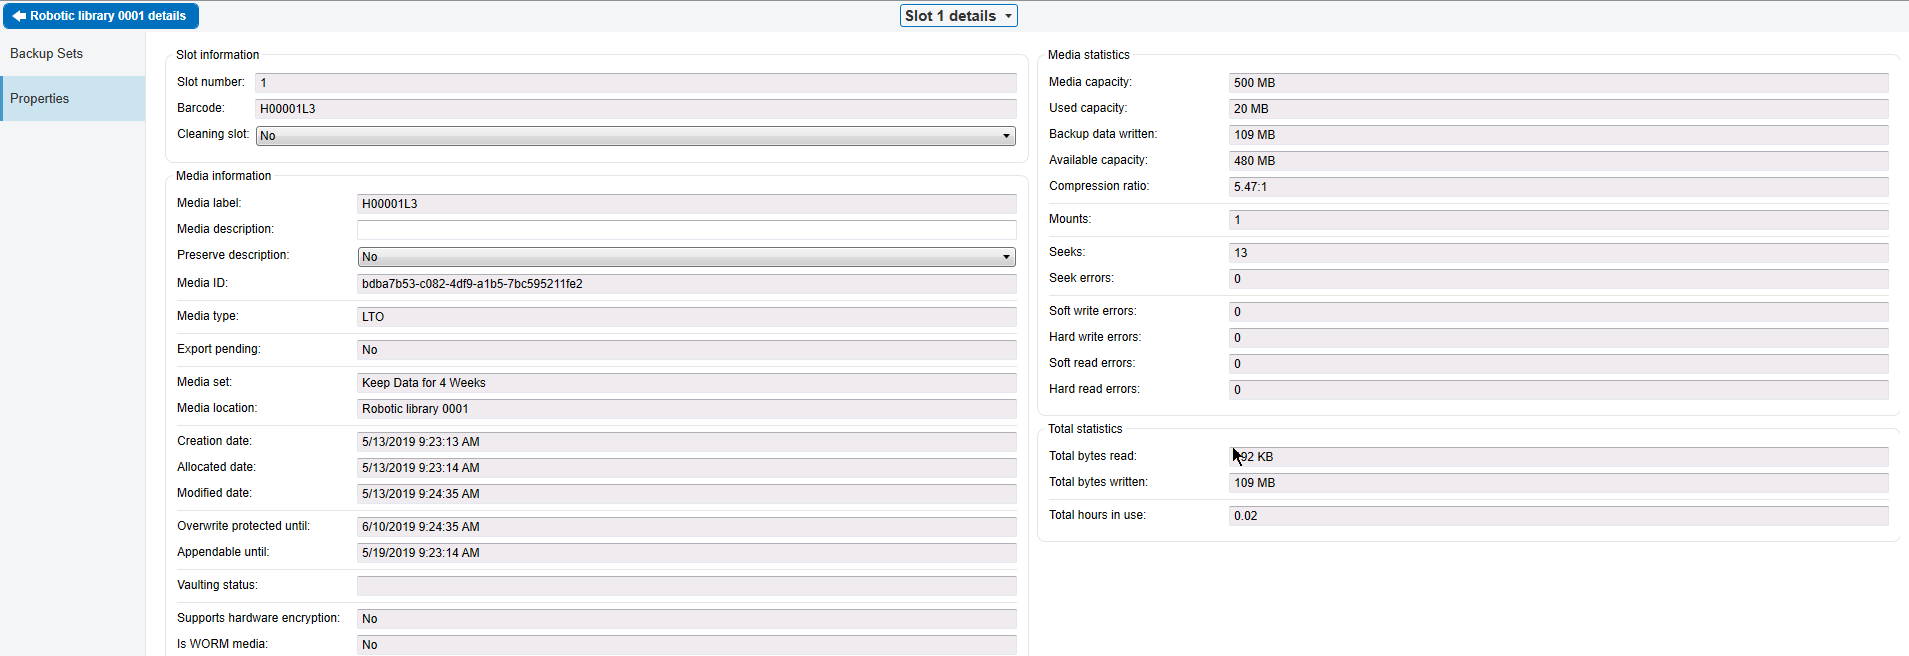 Robotic library 0001 details
Slot 1 details
Backup Sets
Properties
Slot information
Slot number: 1
Barcode: H00001L3
Cleaning slot: No
Media information
Media label: H00001L3
Media description:
Preserve description: No
Media ID: bdba7b53-c082-4df9-a1b5-7bc595211fe2
Media type: LTO
Export pending: No
Media set: Keep Data for 4 Weeks
Media location: Robotic library 0001
Creation date: 5/13/2019 9:23:13 AM
Allocated date: 5/13/2019 9:23:14 AM
Modified date: 5/13/2019 9:24:35 AM
Overwrite protected until: 6/10/2019 9:24:35 AM
Appendable until: 5/19/2019 9:23:14 AM
Vaulting status:
Supports hardware encryption: No
Is WORM media: No
Media statistics
Media capacity: 500 MB
Used capacity: 20 MB
Backup data written: 109 MB
Available capacity: 480 MB
Compression ratio: 5.47:1
Mounts: 1
Seeks: 13
Seek errors: 0
Soft write errors: 0
Hard write errors: 0
Soft read errors: 0
Hard read errors: 0
Total statistics
Total bytes read: KB
Total bytes written: 109 MB
Total hours in use: 0.02